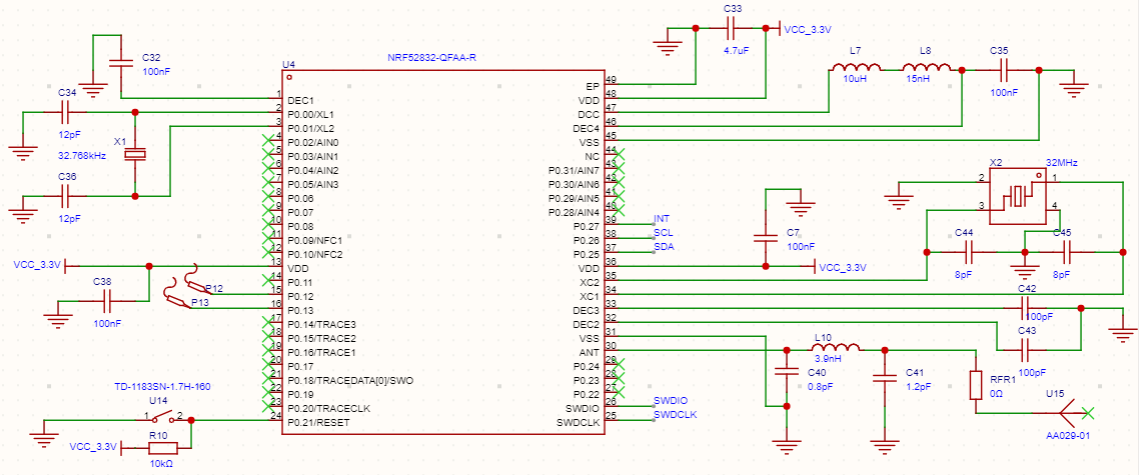 C33
4.7uF
VCC_3.3V
C32
100nF
NRF52832-QFAA-R
U4
L7
10uH
L8
15nH
C35
100nF
C34
12pF
X1
32.768kHz
C36
12pF
1 DEC1
2 P0.00/XL1
3 P0.01/XL2
4 P0.02/AIN0
5 P0.03/AIN1
6 P0.04/AIN2
7 P0.05/AIN3
8 P0.06
9 P0.07
10 P0.08
11 P0.09/NFC1
12 P0.10/NFC2
13 VDD
14 P0.11
15 P0.12
16 P0.13
17 P0.14/TRACE3
18 P0.15/TRACE2
19 P0.16/TRACE1
20 P0.17
21 P0.18/TRACEDATA[0]/SWO
22 P0.19
23 P0.20/TRACECLK
24 P0.21/RESET
EP 49
VDD 48
DCC 47
DEC4 46
VSS 45
NC 44
P0.31/AIN7 43
P0.30/AIN6 42
P0.29/AIN5 41
P0.28/AIN4 40
P0.27 39
P0.26 38
P0.25 37
VDD 36
XC2 35
XC1 34
DEC3 33
DEC2 32
VSS 31
ANT 30
P0.24 29
P0.23 28
P0.22 27
SWDIO 26
SWDCLK 25
INT
SCL
SDA
C7
100nF
VCC_3.3V
X2
32MHz
2
1
3
4
C44
8pF
C45
8pF
VCC_3.3V
C38
100nF
P12
P13
C42
100pF
C43
100pF
L10
3.9nH
C40
0.8pF
C41
1.2pF
RFR1
0Ω
U15
AA029-01
SWDIO
SWDCLK
TD-1183SN-1.7H-160
U14
1
2
VCC_3.3V
R10
10kΩ